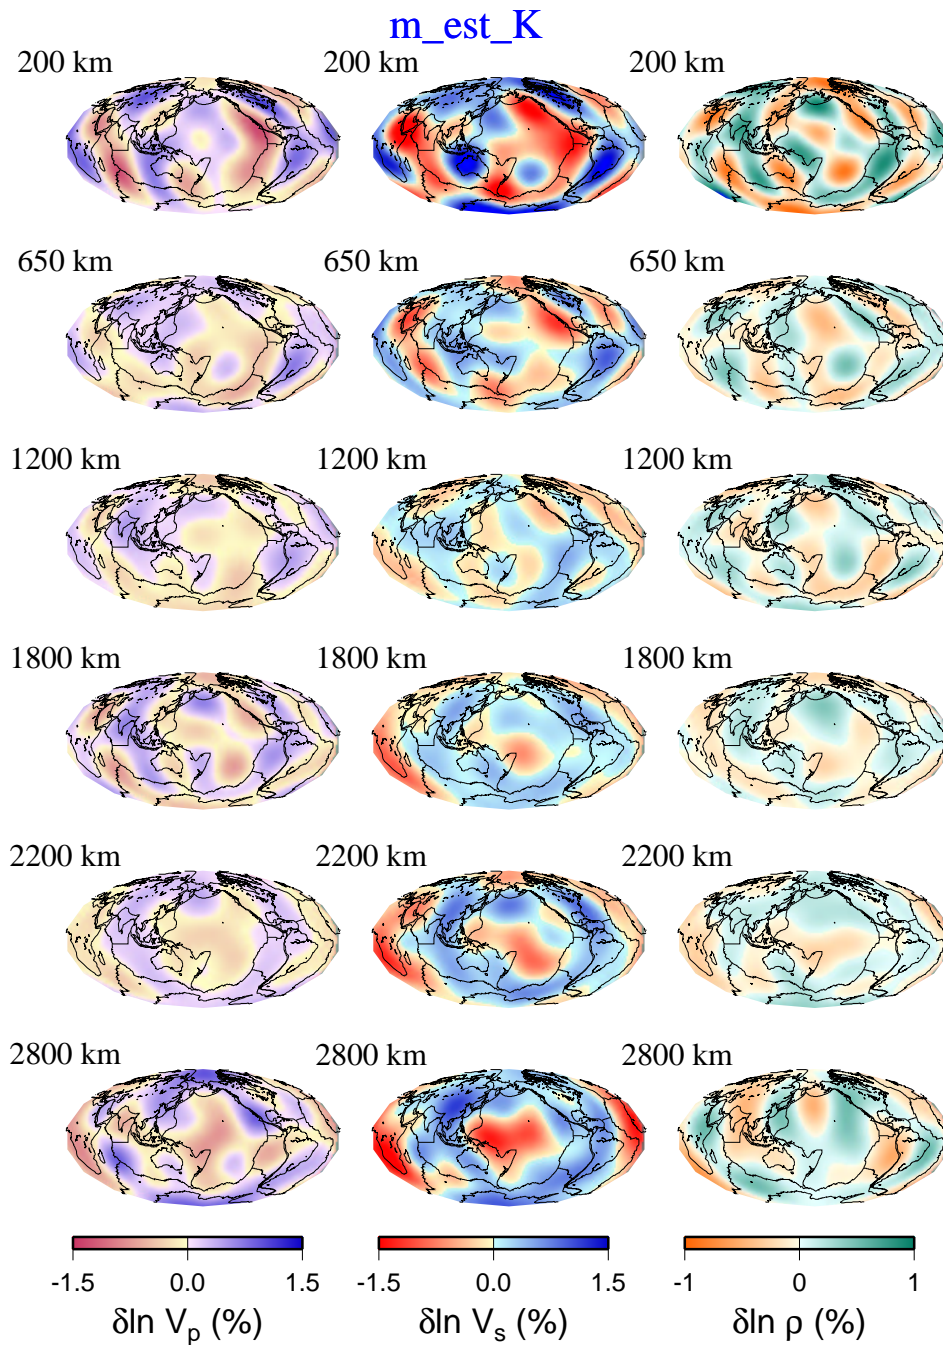 m_est_K
200 km 200 km 200 km
650 km 650 km 650 km
1200 km 1200 km 1200 km
1800 km 1800 km 1800 km
2200 km 2200 km 2200 km
2800 km 2800 km 2800 km
-1.5 0.0 1.5 -1.5 0.0 1.5 -1 0 1
δln Vp (%) δln Vs (%) δln ρ (%)